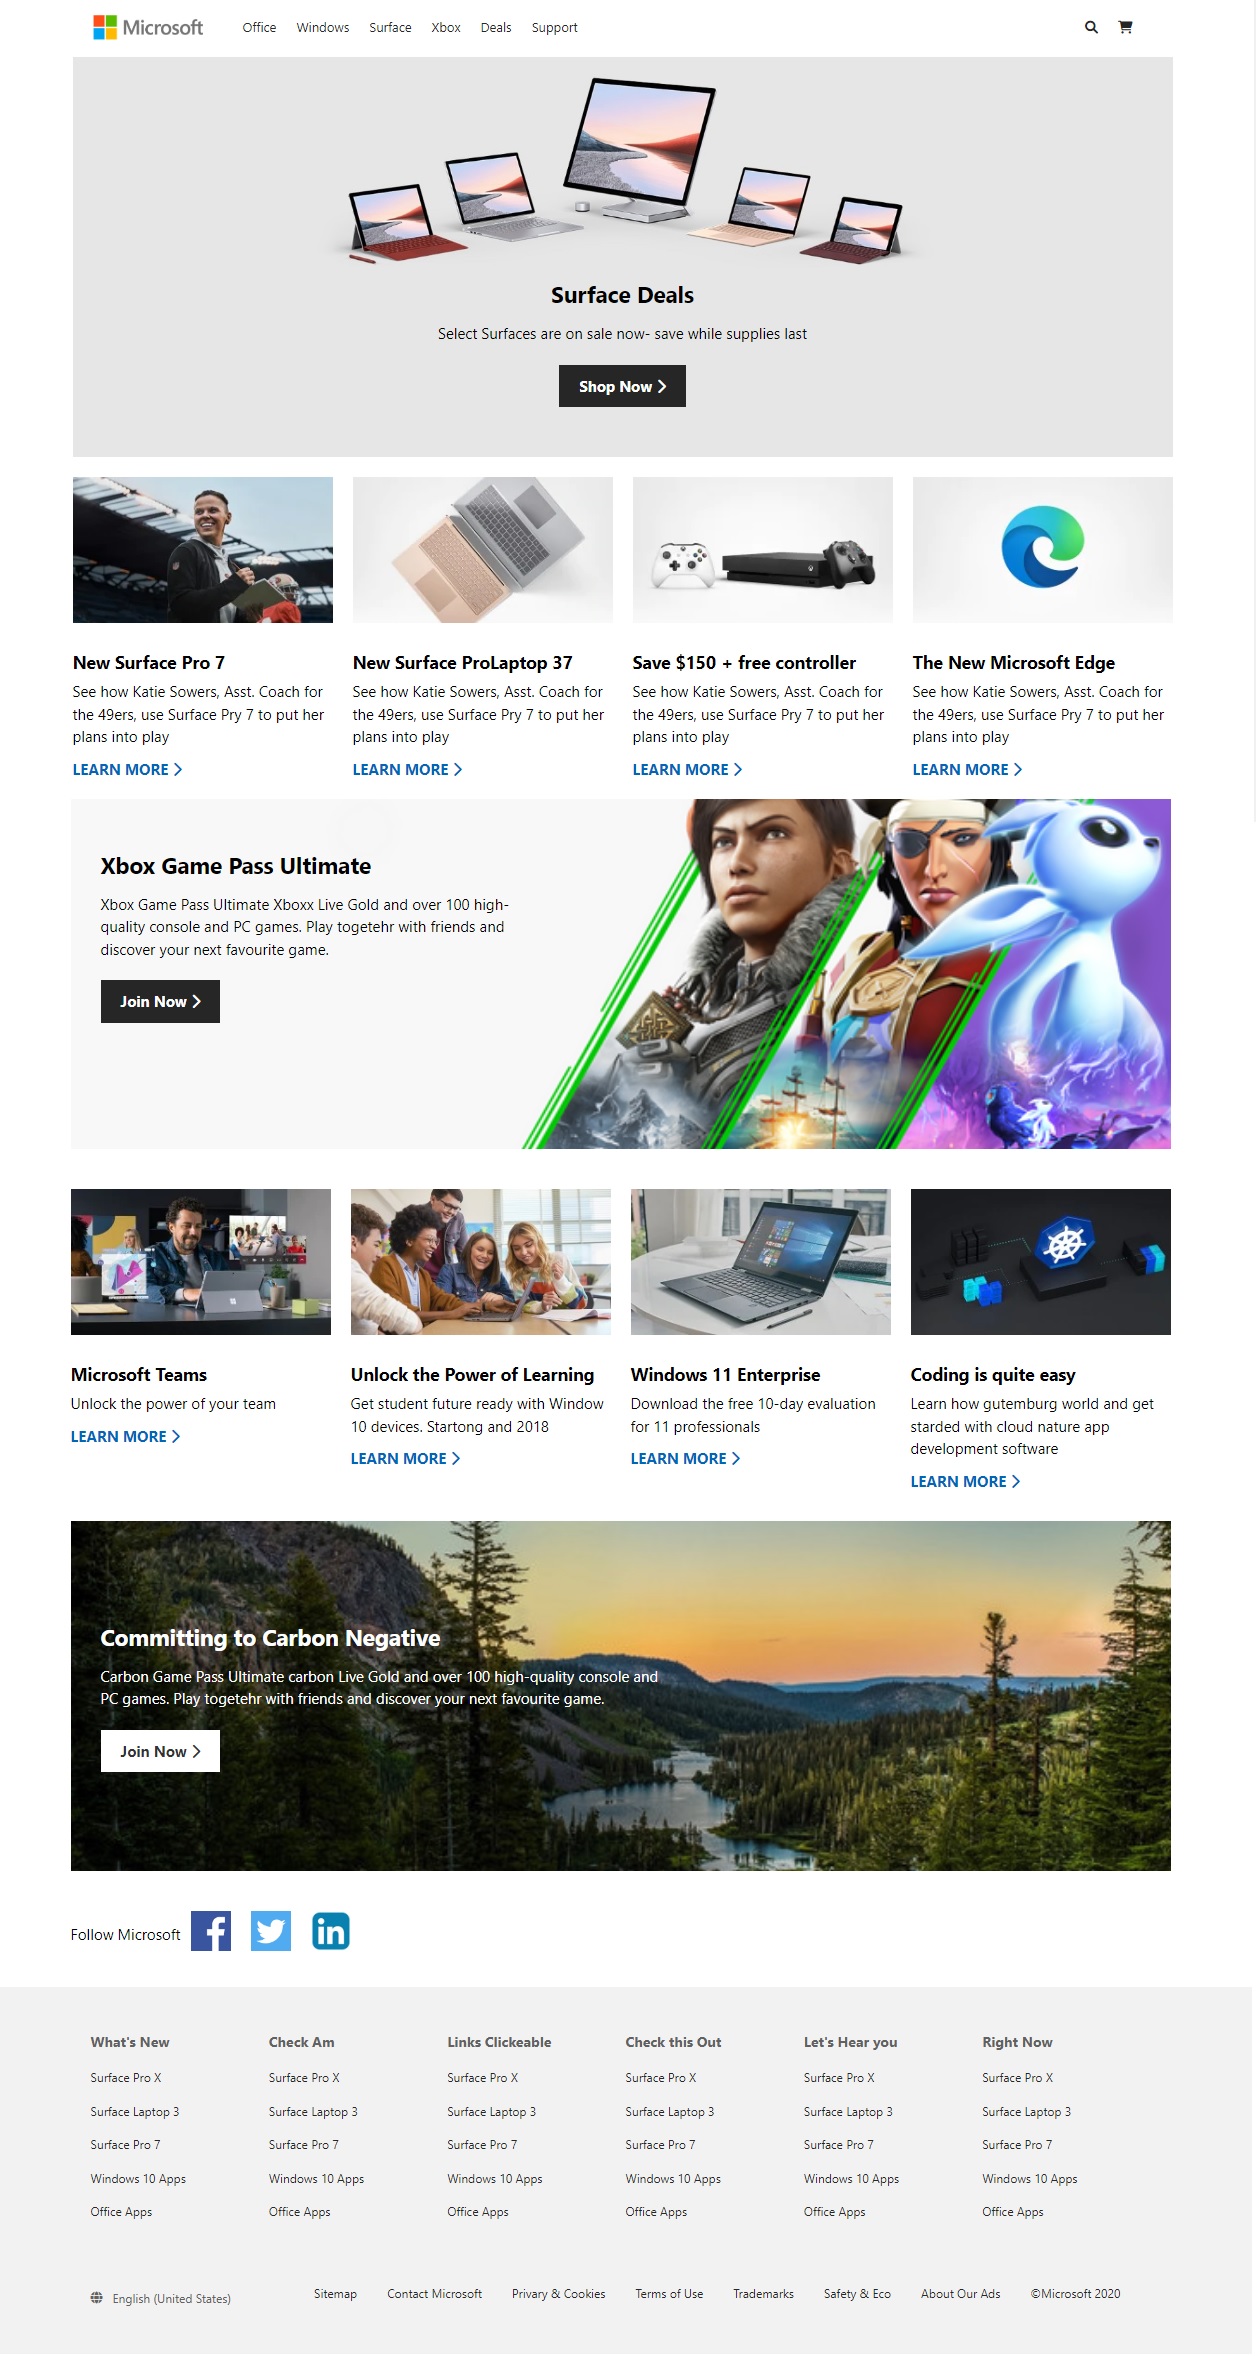 Microsoft
Office Windows Surface Xbox Deals Support
Surface Deals
Select Surfaces are on sale now- save while supplies last
Shop Now
New Surface Pro 7
See how Katie Sowers, Asst. Coach for
the 49ers, use Surface Pry 7 to put her
plans into play
LEARN MORE
New Surface ProLaptop 37
See how Katie Sowers, Asst. Coach for
the 49ers, use Surface Pry 7 to put her
plans into play
LEARN MORE
Save $150 + free controller
See how Katie Sowers, Asst. Coach for
the 49ers, use Surface Pry 7 to put her
plans into play
LEARN MORE
The New Microsoft Edge
See how Katie Sowers, Asst. Coach for
the 49ers, use Surface Pry 7 to put her
plans into play
LEARN MORE
Xbox Game Pass Ultimate
Xbox Game Pass Ultimate Xboxx Live Gold and over 100 high-
quality console and PC games. Play togetehr with friends and
discover your next favourite game.
Join Now
Microsoft Teams
Unlock the power of your team
LEARN MORE
Unlock the Power of Learning
Get student future ready with Window
10 devices. Startong and 2018
LEARN MORE
Windows 11 Enterprise
Download the free 10-day evaluation
for 11 professionals
LEARN MORE
Coding is quite easy
Learn how gutemburg world and get
starded with cloud nature app
development software
LEARN MORE
Committing to Carbon Negative
Carbon Game Pass Ultimate carbon Live Gold and over 100 high-quality console and
PC games. Play togetehr with friends and discover your next favourite game.
Join Now
Follow Microsoft
What's New
Surface Pro X
Surface Laptop 3
Surface Pro 7
Windows 10 Apps
Office Apps
Check Am
Surface Pro X
Surface Laptop 3
Surface Pro 7
Windows 10 Apps
Office Apps
Links Clickeable
Surface Pro X
Surface Laptop 3
Surface Pro 7
Windows 10 Apps
Office Apps
Check this Out
Surface Pro X
Surface Laptop 3
Surface Pro 7
Windows 10 Apps
Office Apps
Let's Hear you
Surface Pro X
Surface Laptop 3
Surface Pro 7
Windows 10 Apps
Office Apps
Right Now
Surface Pro X
Surface Laptop 3
Surface Pro 7
Windows 10 Apps
Office Apps
English (United States)
Sitemap Contact Microsoft Privary & Cookies Terms of Use Trademarks Safety & Eco About Our Ads ©Microsoft 2020